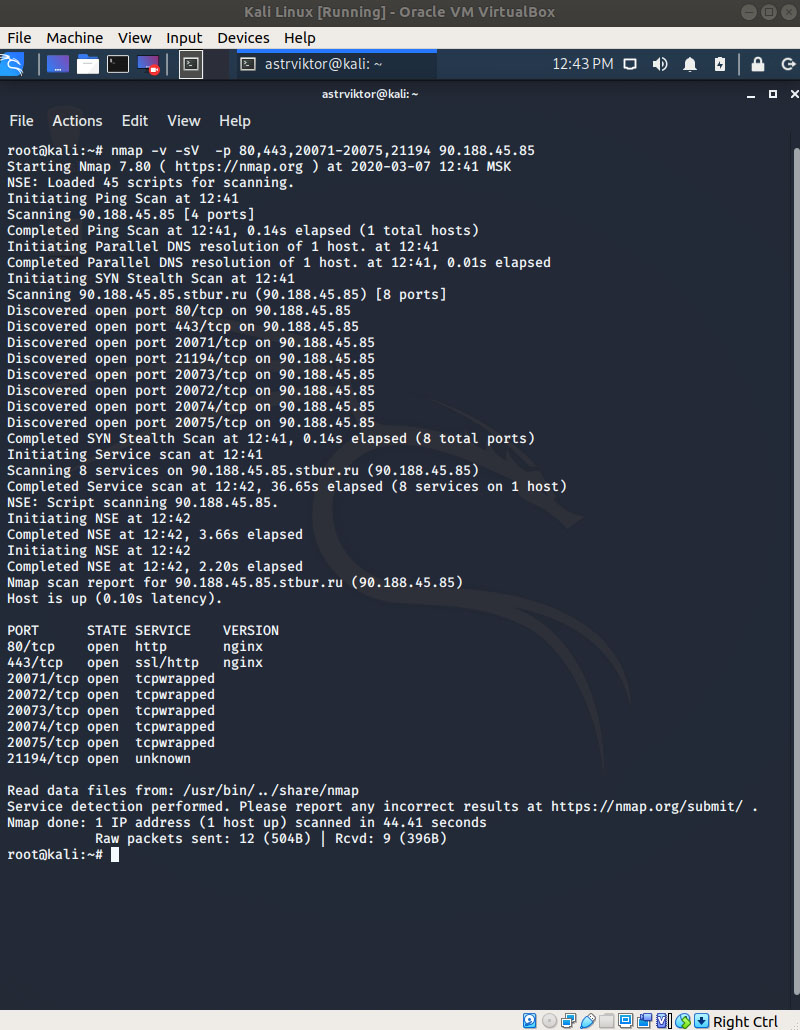 Kali Linux [Running] - Oracle VM VirtualBox
File Machine View Input Devices Help
astrviktor@kali: ~
12:43 PM
astrviktor@kali: ~
File Actions Edit View Help
root@kali:~# nmap -v -sV  -p 80,443,20071-20075,21194 90.188.45.85
Starting Nmap 7.80 ( https://nmap.org ) at 2020-03-07 12:41 MSK
NSE: Loaded 45 scripts for scanning.
Initiating Ping Scan at 12:41
Scanning 90.188.45.85 [4 ports]
Completed Ping Scan at 12:41, 0.14s elapsed (1 total hosts)
Initiating Parallel DNS resolution of 1 host. at 12:41
Completed Parallel DNS resolution of 1 host. at 12:41, 0.01s elapsed
Initiating SYN Stealth Scan at 12:41
Scanning 90.188.45.85.stbur.ru (90.188.45.85) [8 ports]
Discovered open port 80/tcp on 90.188.45.85
Discovered open port 443/tcp on 90.188.45.85
Discovered open port 20071/tcp on 90.188.45.85
Discovered open port 21194/tcp on 90.188.45.85
Discovered open port 20073/tcp on 90.188.45.85
Discovered open port 20072/tcp on 90.188.45.85
Discovered open port 20074/tcp on 90.188.45.85
Discovered open port 20075/tcp on 90.188.45.85
Completed SYN Stealth Scan at 12:41, 0.14s elapsed (8 total ports)
Initiating Service scan at 12:41
Scanning 8 services on 90.188.45.85.stbur.ru (90.188.45.85)
Completed Service scan at 12:42, 36.65s elapsed (8 services on 1 host)
NSE: Script scanning 90.188.45.85.
Initiating NSE at 12:42
Completed NSE at 12:42, 3.66s elapsed
Initiating NSE at 12:42
Completed NSE at 12:42, 2.20s elapsed
Nmap scan report for 90.188.45.85.stbur.ru (90.188.45.85)
Host is up (0.10s latency).
PORT      STATE SERVICE    VERSION
80/tcp    open  http       nginx
443/tcp   open  ssl/http   nginx
20071/tcp open  tcpwrapped
20072/tcp open  tcpwrapped
20073/tcp open  tcpwrapped
20074/tcp open  tcpwrapped
20075/tcp open  tcpwrapped
21194/tcp open  unknown
Read data files from: /usr/bin/../share/nmap
Service detection performed. Please report any incorrect results at https://nmap.org/submit/ .
Nmap done: 1 IP address (1 host up) scanned in 44.41 seconds
Raw packets sent: 12 (504B) | Rcvd: 9 (396B)
root@kali:~#
Right Ctrl